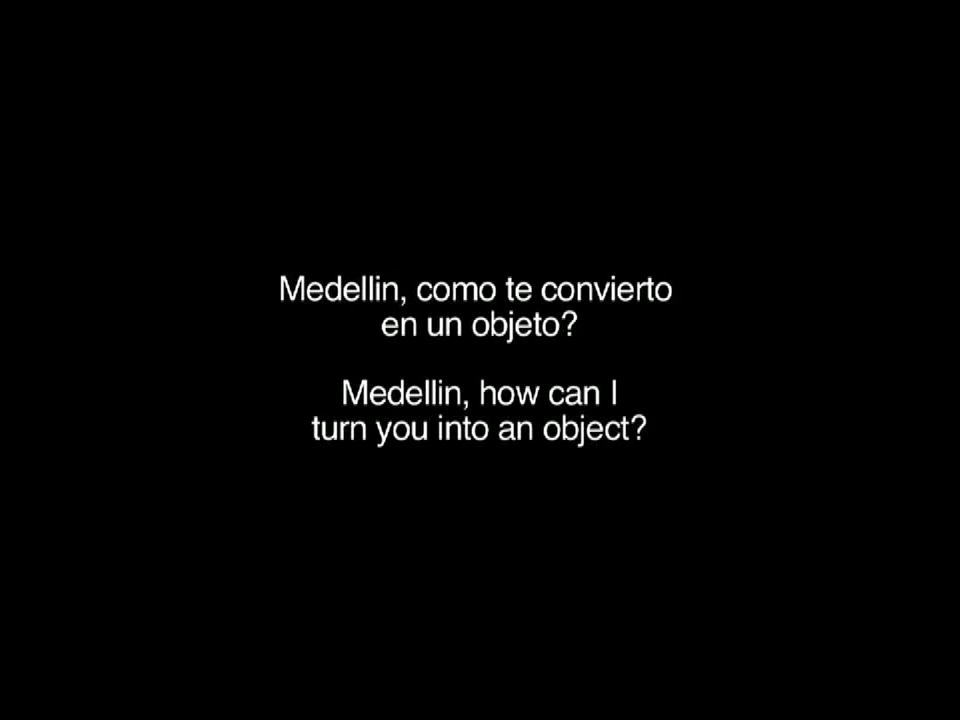 Medellin, como te convierto
en un objeto?
Medellin, how can I
turn you into an object?